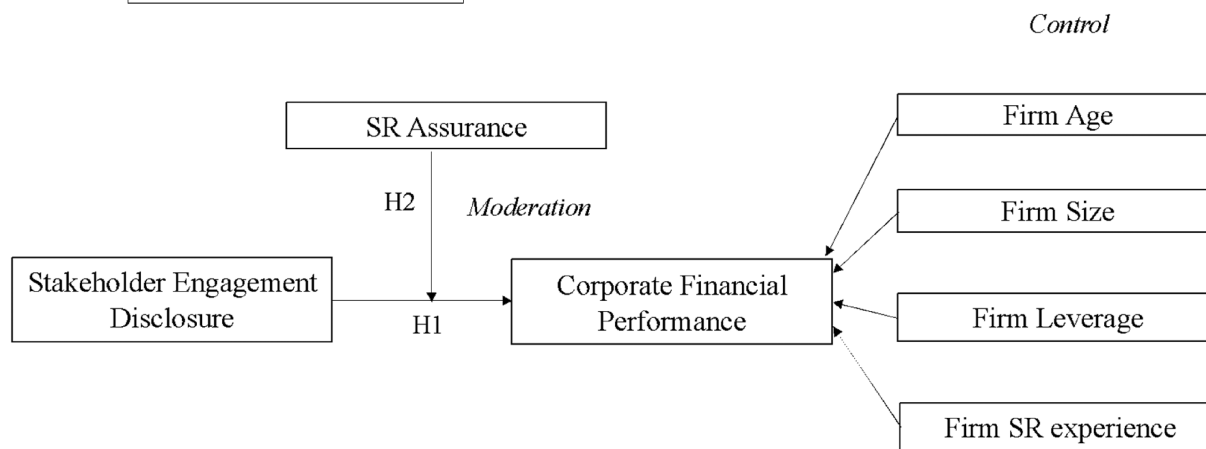 Control
Firm Age
SR Assurance
H2
Moderation
Firm Size
Stakeholder Engagement
Disclosure
H1
Corporate Financial
Performance
Firm Leverage
Firm SR experience